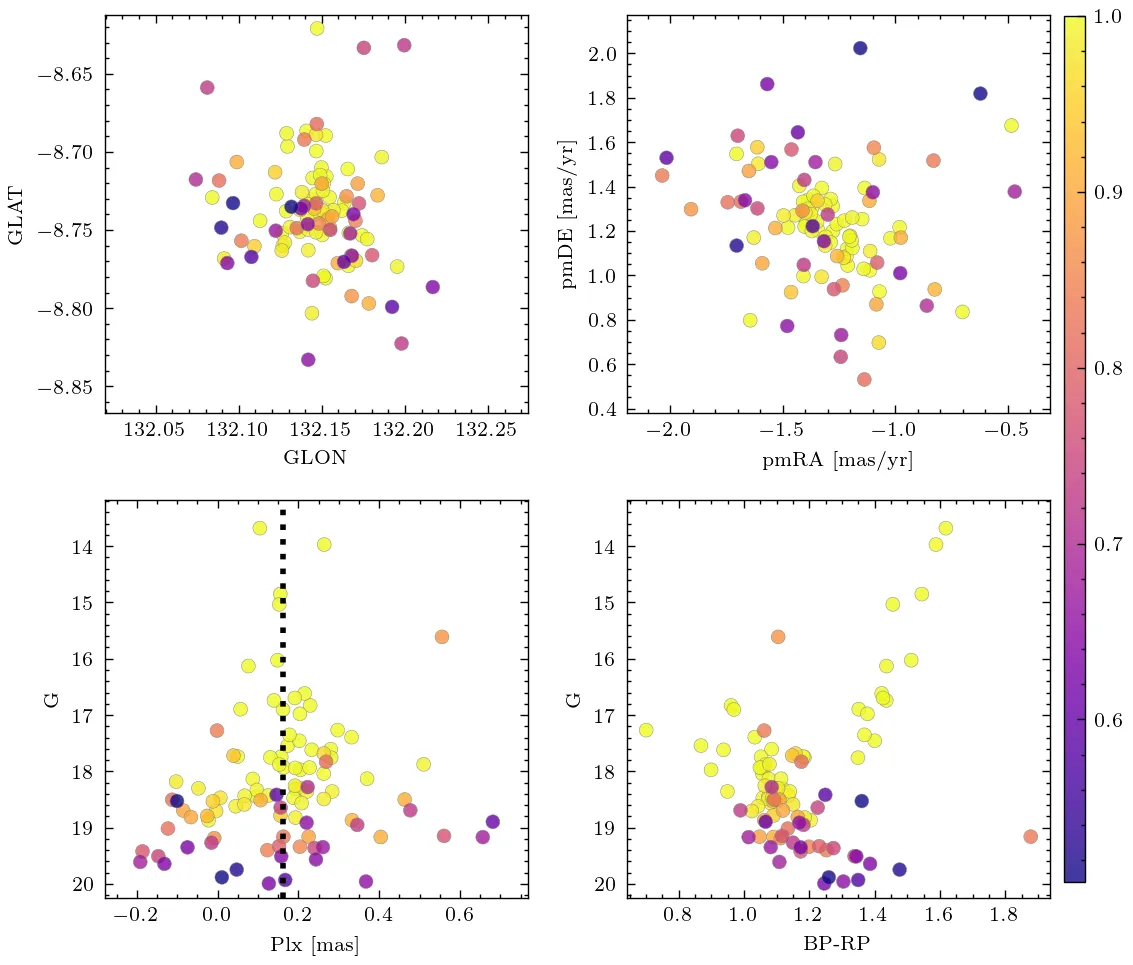 −8.65
−8.70
−8.75
−8.80
−8.85
GLAT
132.05 132.10 132.15 132.20 132.25
GLON
2.0
1.8
1.6
1.4
1.2
1.0
0.8
0.6
0.4
pmDE [mas/yr]
−2.0 −1.5 −1.0 −0.5
pmRA [mas/yr]
14
15
16
17
18
19
20
G
−0.2 0.0 0.2 0.4 0.6
Plx [mas]
14
15
16
17
18
19
20
G
0.8 1.0 1.2 1.4 1.6 1.8
BP-RP
1.0
0.9
0.8
0.7
0.6